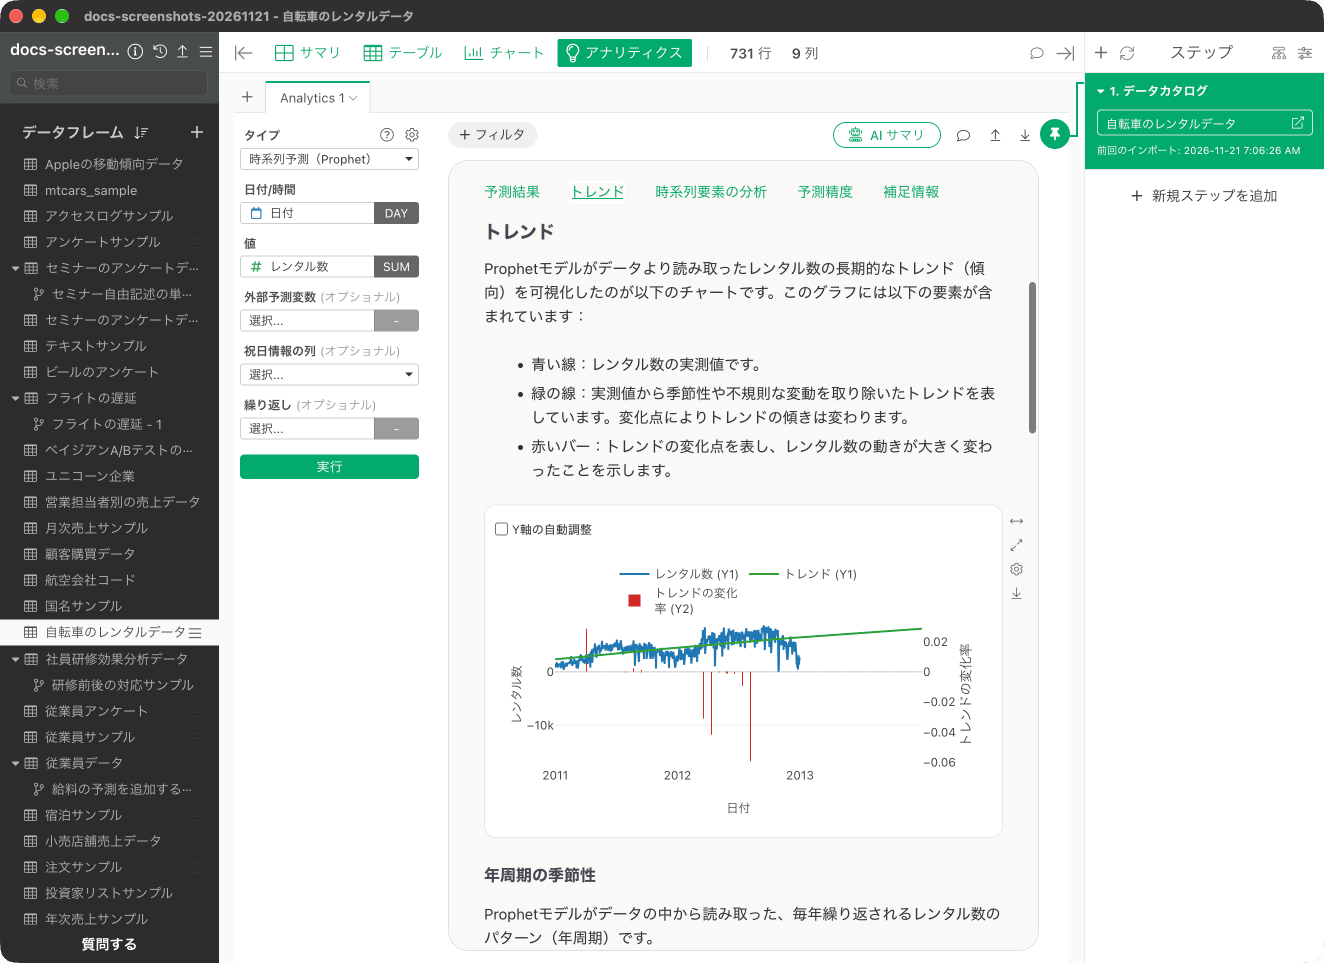 docs-screenshots-20261121 - 自転車のレンタルデータ
docs-screen...
検索
データフレーム
Appleの移動傾向データ
mtcars_sample
アクセスログサンプル
アンケートサンプル
セミナーのアンケートデ…
セミナー自由記述の単…
セミナーのアンケートデ…
テキストサンプル
ビールのアンケート
フライトの遅延
フライトの遅延 - 1
ベイジアンA/Bテストの…
ユニコーン企業
営業担当者別の売上データ
月次売上サンプル
顧客購買データ
航空会社コード
国名サンプル
自転車のレンタルデータ
社員研修効果分析データ
研修前後の対応サンプル
従業員アンケート
従業員サンプル
従業員データ
給料の予測を追加する…
宿泊サンプル
小売店舗売上データ
注文サンプル
投資家リストサンプル
年次売上サンプル
質問する
サマリ
テーブル
チャート
アナリティクス
731 行
9 列
Analytics 1
タイプ
時系列予測（Prophet）
日付/時間
日付
DAY
値
レンタル数
SUM
外部予測変数 (オプショナル)
選択...
-
祝日情報の列 (オプショナル)
選択...
繰り返し (オプショナル)
選択...
-
実行
+ フィルタ
AI サマリ
予測結果
トレンド
時系列要素の分析
予測精度
補足情報
トレンド
Prophetモデルがデータより読み取ったレンタル数の長期的なトレンド（傾
向）を可視化したのが以下のチャートです。このグラフには以下の要素が含
まれています：
• 青い線：レンタル数の実測値です。
• 緑の線：実測値から季節性や不規則な変動を取り除いたトレンドを表
しています。変化点によりトレンドの傾きは変わります。
• 赤いバー：トレンドの変化点を表し、レンタル数の動きが大きく変わ
ったことを示します。
Y軸の自動調整
レンタル数 (Y1)
トレンド (Y1)
トレンドの変化
率 (Y2)
レンタル数
0
−10k
0.02
0
−0.02
−0.04
−0.06
トレンドの変化率
2011
2012
2013
日付
年周期の季節性
Prophetモデルがデータの中から読み取った、毎年繰り返されるレンタル数の
パターン（年周期）です。
ステップ
1. データカタログ
自転車のレンタルデータ
前回のインポート: 2026-11-21 7:06:26 AM
+ 新規ステップを追加